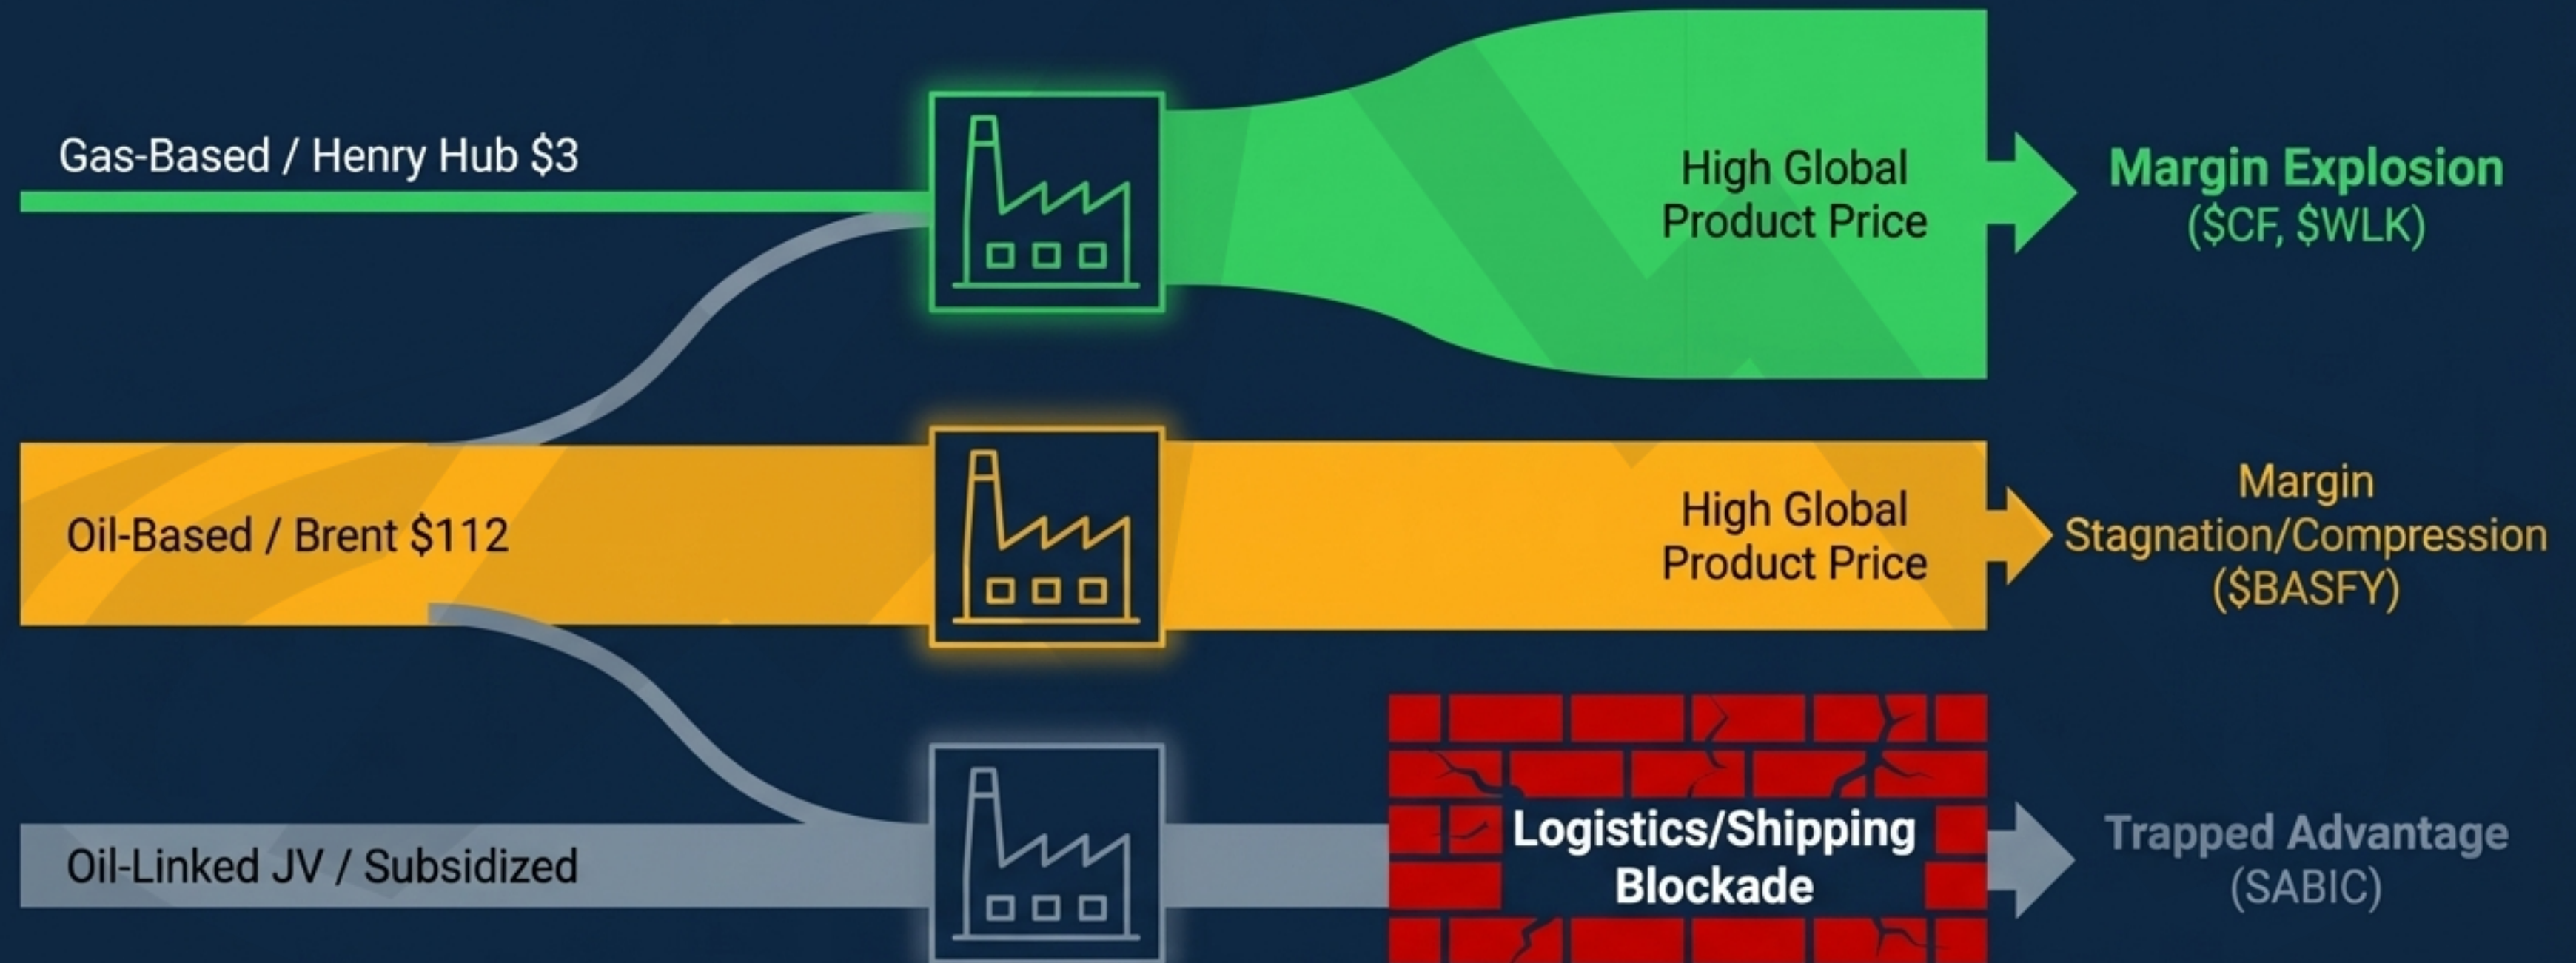 Gas-Based / Henry Hub $3
High Global
Product Price
Margin Explosion
($CF, $WLK)
Oil-Based / Brent $112
High Global
Product Price
Margin
Stagnation/Compression
($BASFY)
Oil-Linked JV / Subsidized
Logistics/Shipping
Blockade
Trapped Advantage
(SABIC)